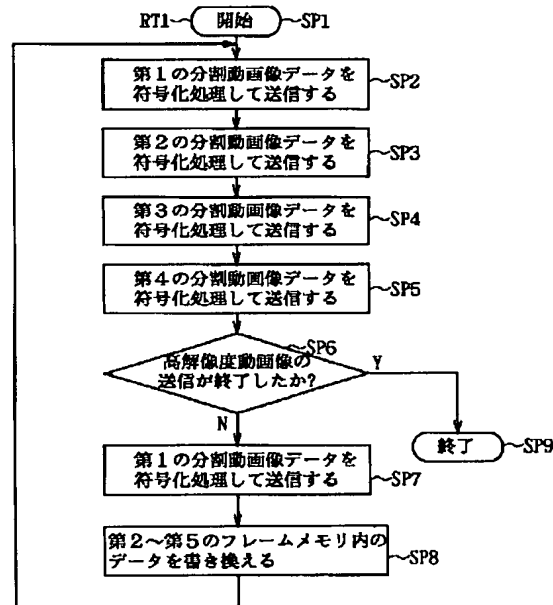 RT1 開始 SP1
第1の分割動画像データを
符号化処理して送信する
SP2
第2の分割動画像データを
符号化処理して送信する
SP3
第3の分割動画像データを
符号化処理して送信する
SP4
第4の分割動画像データを
符号化処理して送信する
SP5
SP6
高解像度動画像の
送信が終了したか?
Y
N
終了 SP9
第1の分割動画像データを
符号化処理して送信する
SP7
第2～第5のフレームメモリ内の
データを書き換える
SP8